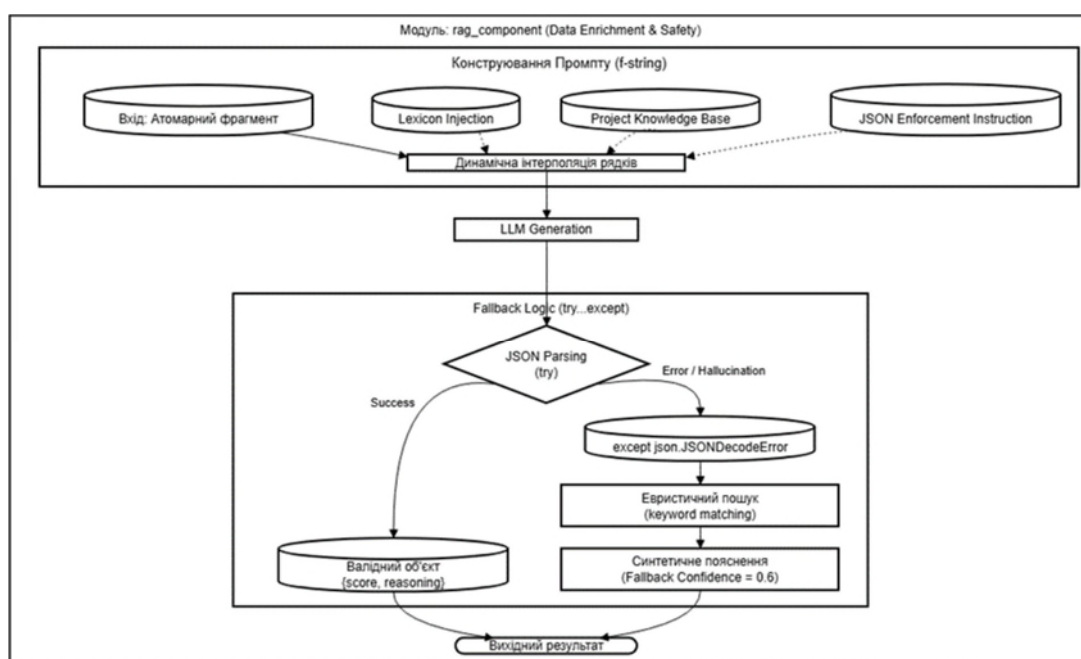 Модуль: rag_component (Data Enrichment & Safety)
Конструювання Промпту (f-string)
Вхід: Атомарний фрагмент
Lexicon Injection
Project Knowledge Base
JSON Enforcement Instruction
Динамічна інтерполяція рядків
LLM Generation
Fallback Logic (try...except)
JSON Parsing
(try)
Error / Hallucination
Success
except json.JSONDecodeError
Евристичний пошук
(keyword matching)
Валідний об'єкт
{score, reasoning}
Синтетичне пояснення
(Fallback Confidence = 0.6)
Вихідний результат